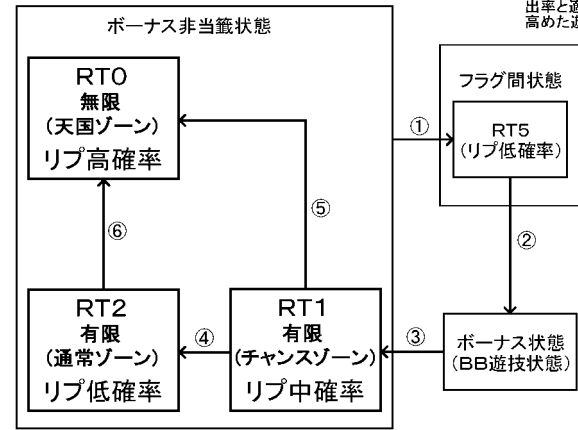 出率と適
高めた遊
ボーナス非当籤状態
RT0
無限
(天国ゾーン)
リプ高確率
フラグ間状態
①
RT5
(リプ低確率)
⑤
⑥
②
RT2
有限
(通常ゾーン)
リプ低確率
④
RT1
有限
(チャンスゾーン)
リプ中確率
③
ボーナス状態
(BB遊技状態)